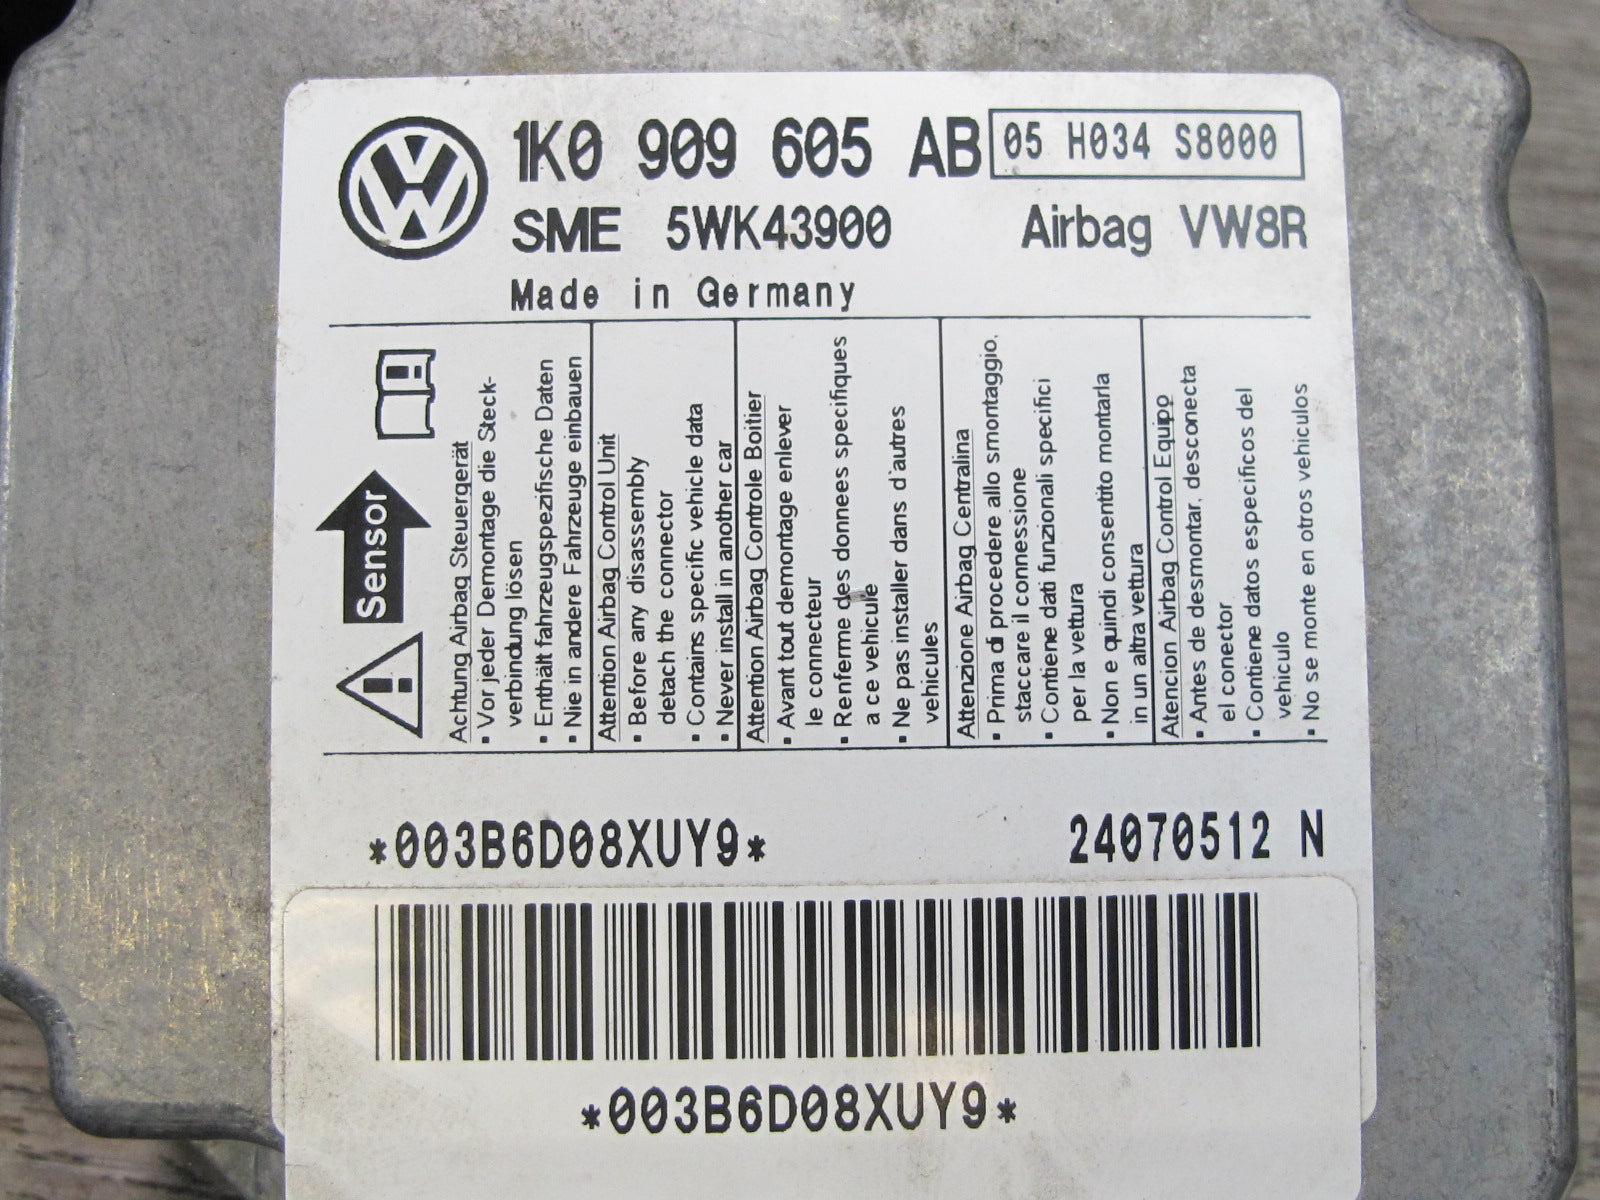 1K0 909 605 AB 05 H034 S8000
SME 5WK43900 Airbag VW8R
Made in Germany
Sensor
Achtung Airbag Steuergerät
▪ Vor jeder Demontage die Steck-
verbindung lösen
▪ Enthält fahrzeugspezifische Daten
▪ Nie in andere Fahrzeuge einbauen
Attention Airbag Control Unit
▪ Before any disassembly
detach the connector
▪ Contains specific vehicle data
▪ Never install in another car
Attention Airbag Controle Boitier
▪ Avant tout demontage enlever
le connecteur
▪ Renferme des donnees specifiques
a ce vehicule
▪ Ne pas installer dans d'autres
vehicules
Attenzione Airbag Centralina
▪ Prima di procedere allo smontaggio,
staccare il connessione
▪ Contiene dati funzionali specifici
per la vettura
▪ Non e quindi consentito montarla
in un altra vettura
Atencion Airbag Control Equipo
▪ Antes de desmontar, desconecta
el conector
▪ Contiene datos especificos del
vehiculo
▪ No se monte en otros vehiculos
*003B6D08XUY9* 24070512 N
*003B6D08XUY9*